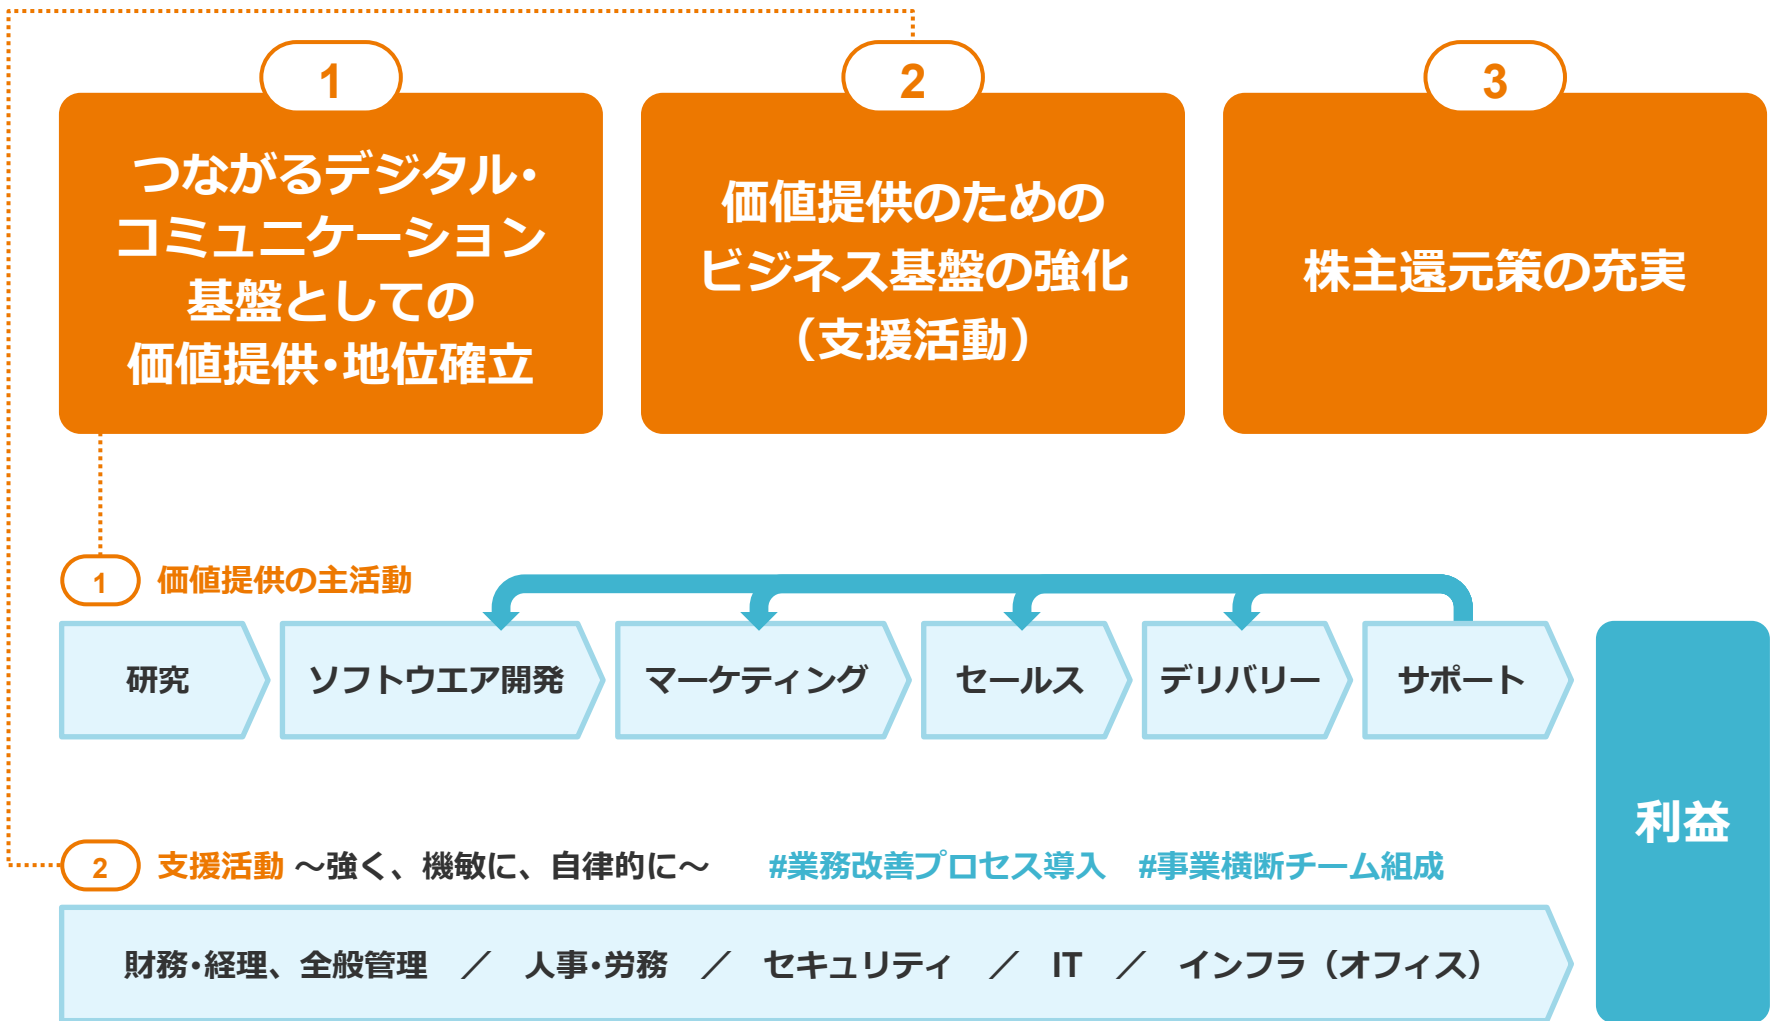 1
つながるデジタル・
コミュニケーション
基盤としての
価値提供・地位確立
2
価値提供のための
ビジネス基盤の強化
（支援活動）
3
株主還元策の充実
1 価値提供の主活動
研究
ソフトウエア開発
マーケティング
セールス
デリバリー
サポート
2 支援活動 ～強く、機敏に、自律的に～ #業務改善プロセス導入 #事業横断チーム組成
財務・経理、全般管理 ／ 人事・労務 ／ セキュリティ ／ IT ／ インフラ（オフィス）
利益